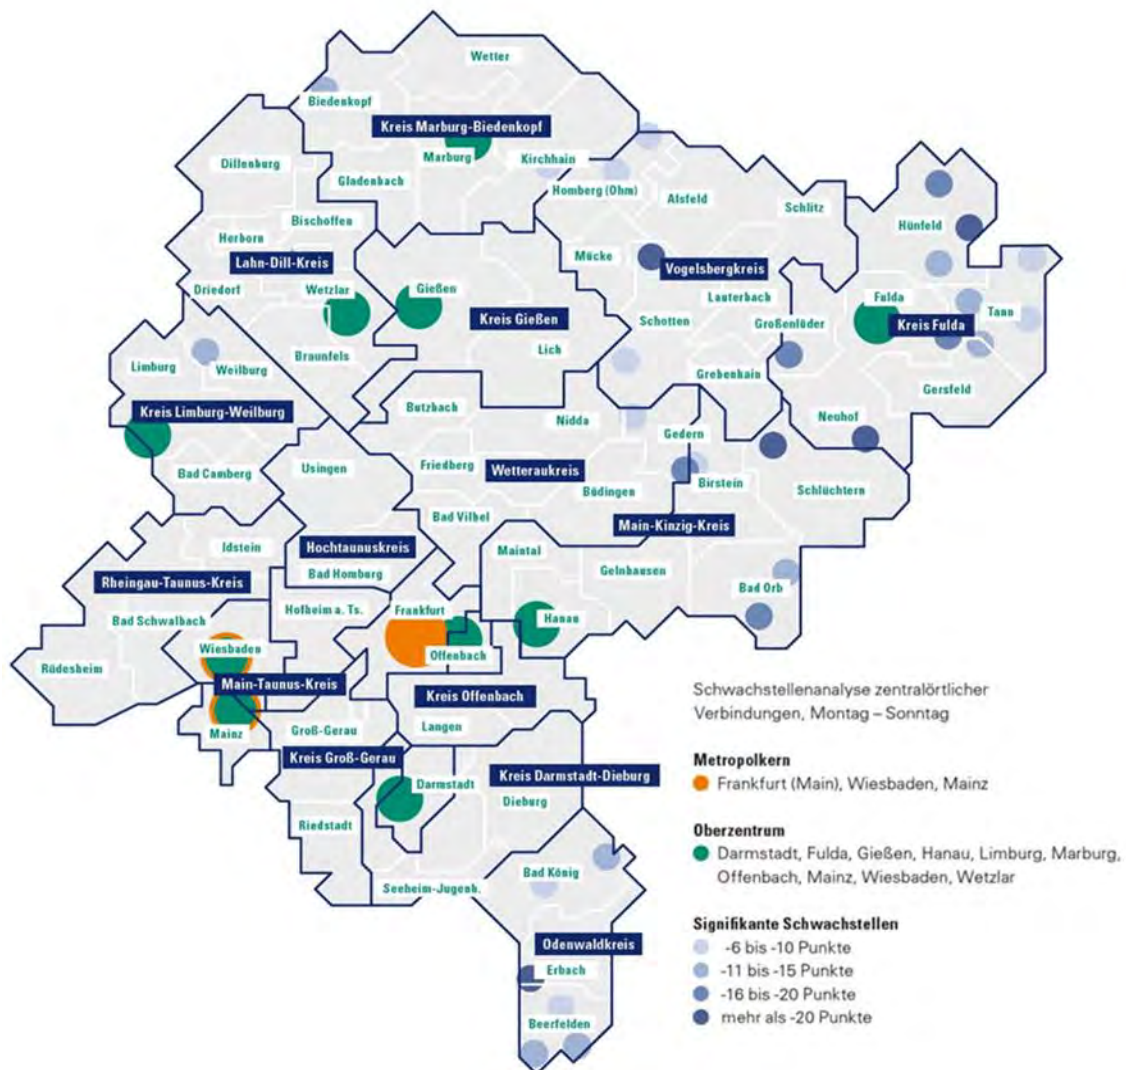 Wetter
Biedenkopf
Kreis Marburg-Biedenkopf
Marburg
Kirchhain
Dillenburg
Gladenbach
Homberg (Ohm)
Alsfeld
Schlitz
Bischoffen
Hünfeld
Herborn
Lahn-Dill-Kreis
Mücke
Vogelsbergkreis
Driedorf
Wetzlar
Gießen
Lauterbach
Fulda
Tann
Kreis Gießen
Schotten
Großenlüder
Kreis Fulda
Limburg
Weilburg
Braunfels
Lich
Grebenhain
Gersfeld
Kreis Limburg-Weilburg
Butzbach
Nidda
Neuhof
Gedern
Bad Camberg
Usingen
Friedberg
Wetteraukreis
Büdingen
Birstein
Schlüchtern
Bad Vilbel
Main-Kinzig-Kreis
Idstein
Hochtaunuskreis
Maintal
Rheingau-Taunus-Kreis
Bad Homburg
Gelnhausen
Bad Orb
Bad Schwalbach
Hofheim a. Ts.
Frankfurt
Hanau
Wiesbaden
Offenbach
Rüdesheim
Main-Taunus-Kreis
Kreis Offenbach
Mainz
Groß-Gerau
Langen
Kreis Groß-Gerau
Darmstadt
Kreis Darmstadt-Dieburg
Dieburg
Riedstadt
Seeheim-Jugenh.
Bad König
Odenwaldkreis
Erbach
Beerfelden
Schwachstellenanalyse zentralörtlicher
Verbindungen, Montag – Sonntag
Metropolkern
Frankfurt (Main), Wiesbaden, Mainz
Oberzentrum
Darmstadt, Fulda, Gießen, Hanau, Limburg, Marburg,
Offenbach, Mainz, Wiesbaden, Wetzlar
Signifikante Schwachstellen
-6 bis -10 Punkte
-11 bis -15 Punkte
-16 bis -20 Punkte
mehr als -20 Punkte